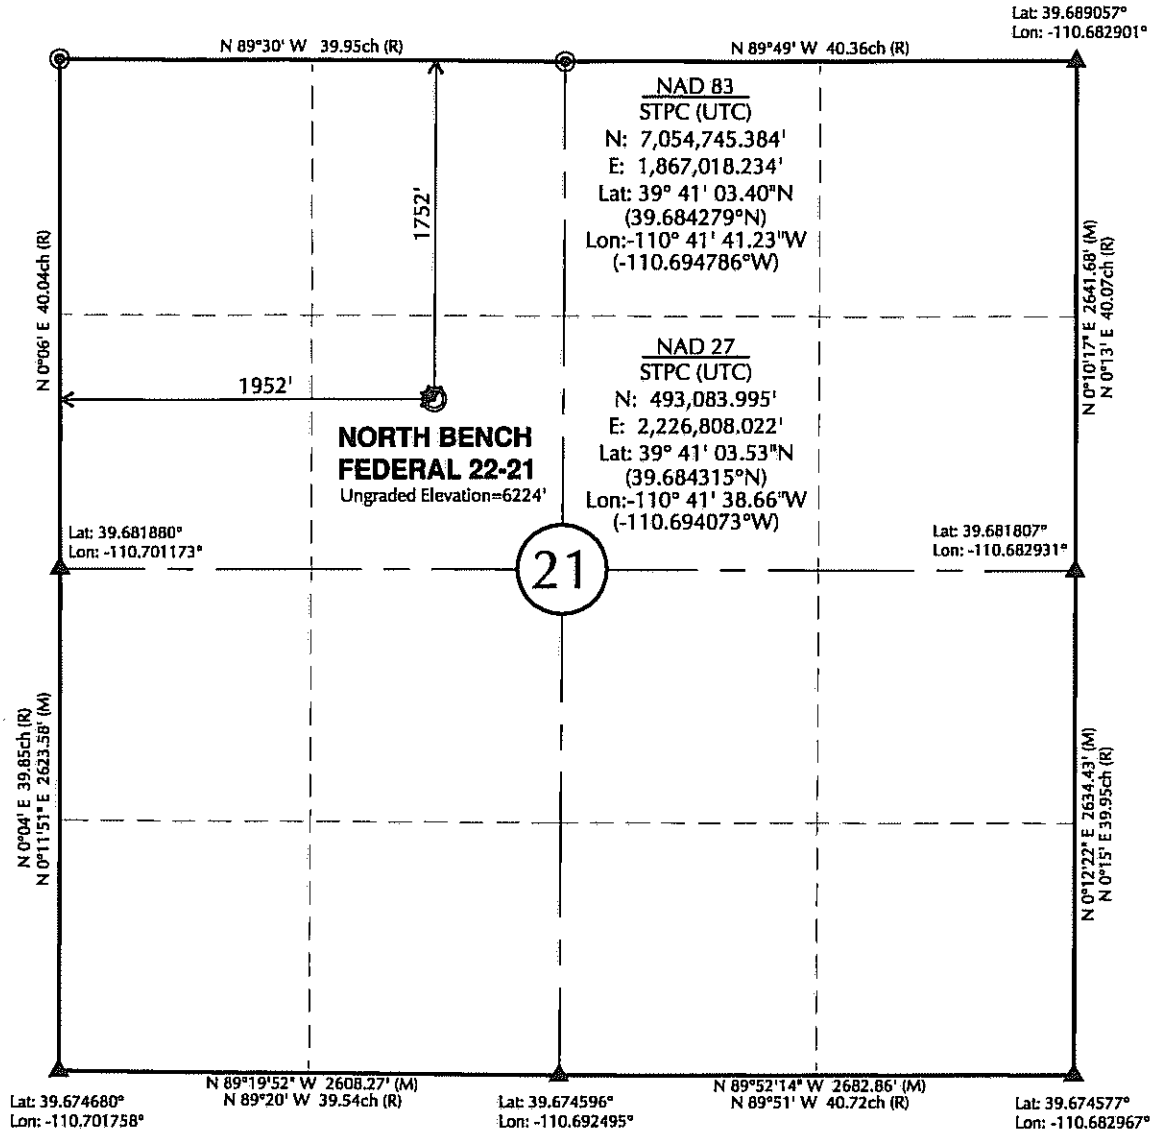 Lat: 39.689057°
Lon: -110.682901°
N 89°30' W 39.95ch (R)
N 89°49' W 40.36ch (R)
NAD 83
STPC (UTC)
N: 7,054,745.384'
E: 1,867,018.234'
Lat: 39° 41' 03.40"N
(39.684279°N)
Lon:-110° 41' 41.23"W
(-110.694786°W)
1752'
N 0°06' E 40.04ch (R)
N 0°10'17" E 2641.68' (M)
N 0°13' E 40.07ch (R)
NAD 27
STPC (UTC)
N: 493,083.995'
E: 2,226,808.022'
Lat: 39° 41' 03.53"N
(39.684315°N)
Lon:-110° 41' 38.66"W
(-110.694073°W)
1952'
NORTH BENCH
FEDERAL 22-21
Ungraded Elevation=6224'
Lat: 39.681880°
Lon: -110.701173°
Lat: 39.681807°
Lon: -110.682931°
21
N 0°04' E 39.85ch (R)
N 0°11'51" E 2623.58' (M)
N 0°12'22" E 2634.43' (M)
N 0°15' E 39.95ch (R)
N 89°19'52" W 2608.27' (M)
N 89°20' W 39.54ch (R)
N 89°52'14" W 2682.86' (M)
N 89°51' W 40.72ch (R)
Lat: 39.674680°
Lon: -110.701758°
Lat: 39.674596°
Lon: -110.692495°
Lat: 39.674577°
Lon: -110.682967°